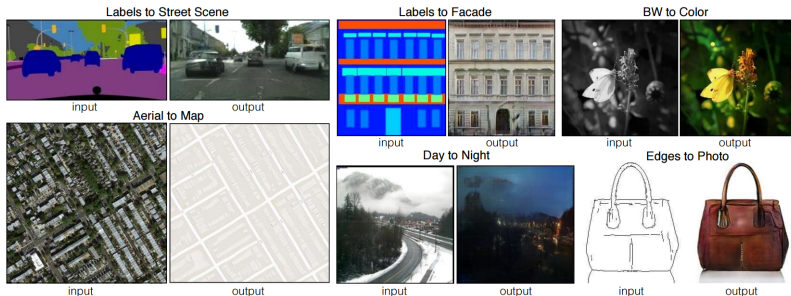 Labels to Street Scene
input
output
Aerial to Map
input
output
Labels to Facade
input
output
BW to Color
input
output
Day to Night
input
output
Edges to Photo
input
output